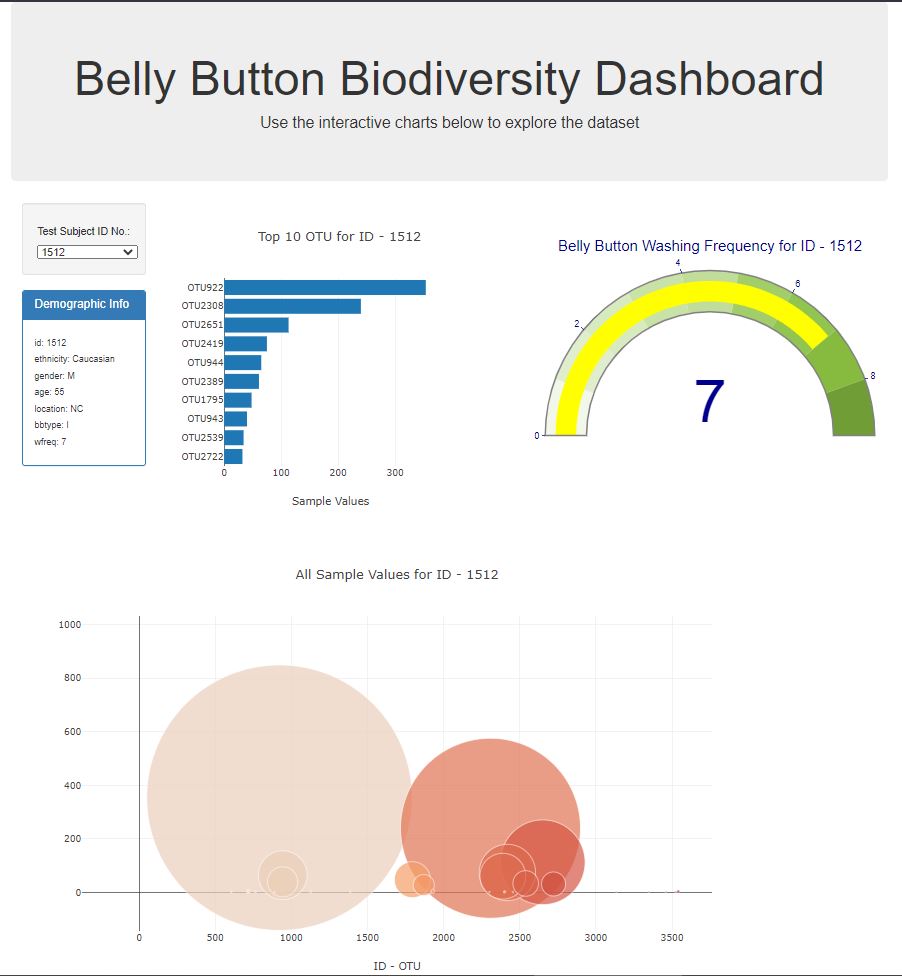 Belly Button Biodiversity Dashboard
Use the interactive charts below to explore the dataset
Test Subject ID No.:
1512
Demographic Info
id: 1512
ethnicity: Caucasian
gender: M
age: 55
location: NC
bbtype: I
wfreq: 7
Top 10 OTU for ID - 1512
OTU922
OTU2308
OTU2651
OTU2419
OTU944
OTU2389
OTU1795
OTU943
OTU2539
OTU2722
0 100 200 300
Sample Values
Belly Button Washing Frequency for ID - 1512
0
2
4
6
8
7
All Sample Values for ID - 1512
1000
800
600
400
200
0
0 500 1000 1500 2000 2500 3000 3500
ID - OTU